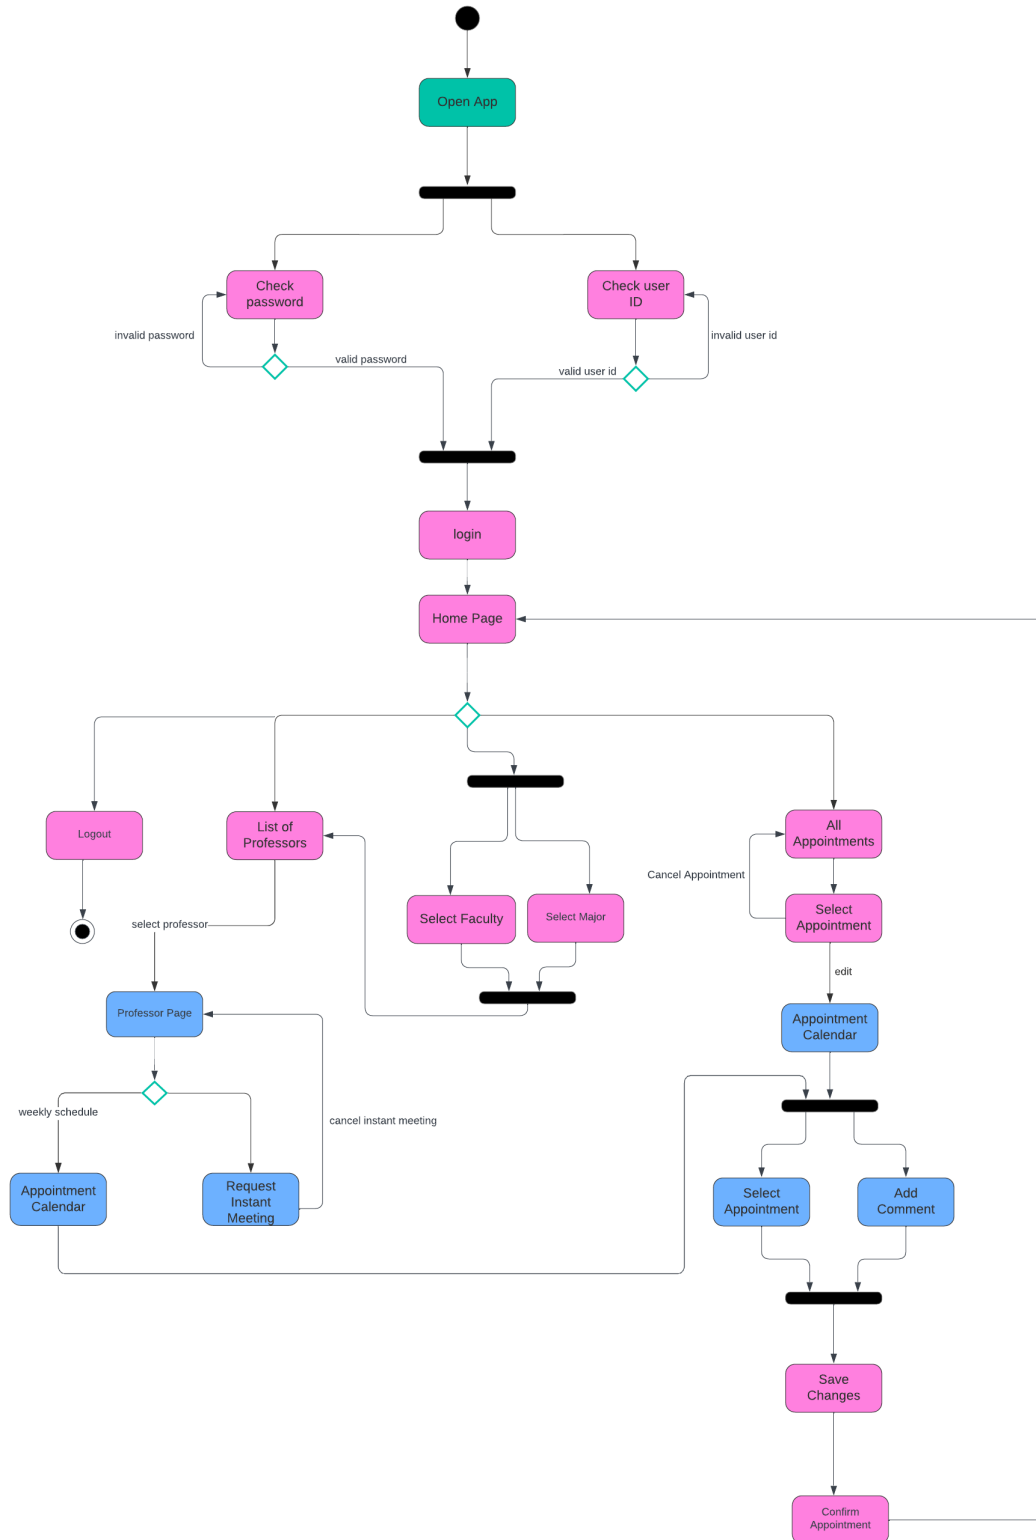 Open App
Check
password
Check user
ID
invalid password
invalid user id
valid password
valid user id
login
Home Page
Logout
List of
Professors
All
Appointments
Cancel Appointment
Select Faculty
Select Major
Select
Appointment
select professor
edit
Professor Page
Appointment
Calendar
weekly schedule
cancel instant meeting
Appointment
Calendar
Request
Instant
Meeting
Select
Appointment
Add
Comment
Save
Changes
Confirm
Appointment